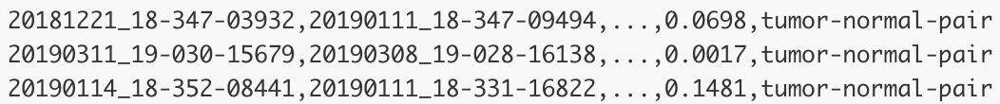 20181221_18-347-03932,20190111_18-347-09494,...,0.0698,tumor-normal-pair
20190311_19-030-15679,20190308_19-028-16138,...,0.0017,tumor-normal-pair
20190114_18-352-08441,20190111_18-331-16822,...,0.1481,tumor-normal-pair